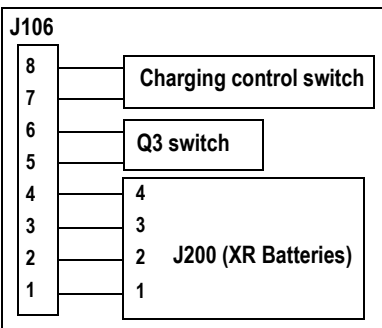 J106
8
Charging control switch
7
6
Q3 switch
5
4 4
3 3
2 2 J200 (XR Batteries)
1 1